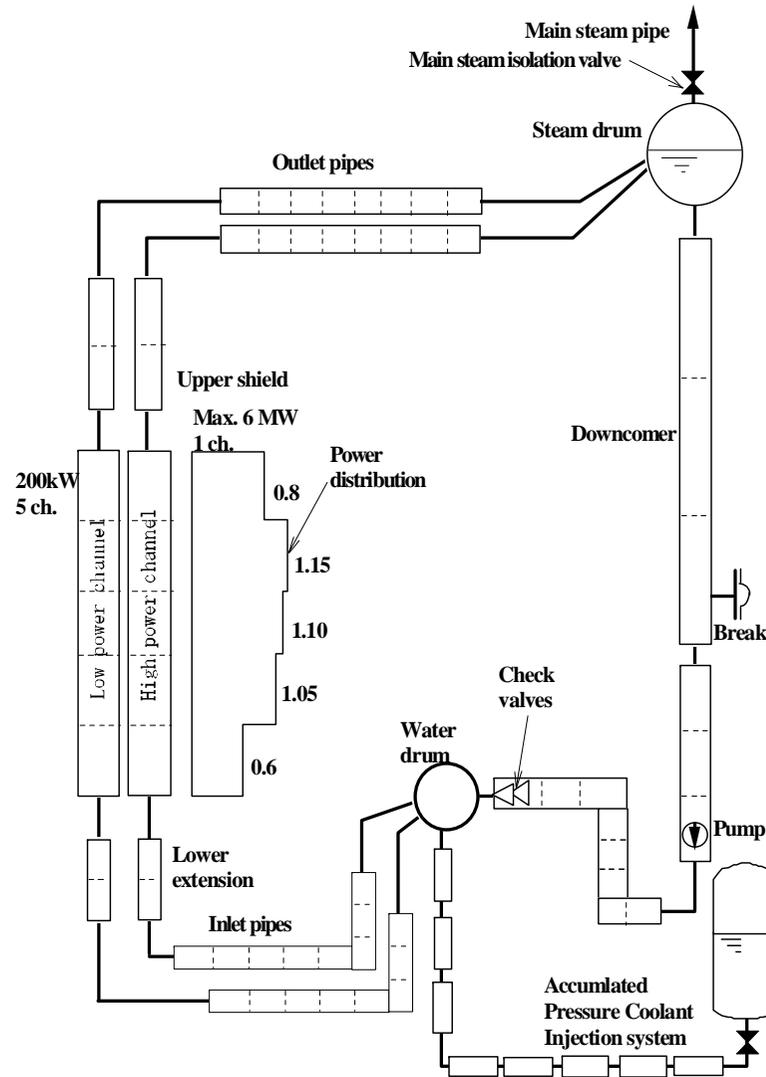 Main steam pipe
Main steam isolation valve
Steam drum
Outlet pipes
Upper shield
Max. 6 MW
1 ch.
Power
distribution
Downcomer
200kW
5 ch.
0.8
1.15
1.10
1.05
0.6
Low power channel
High power channel
Break
Check
valves
Water
drum
Pump
Lower
extension
Inlet pipes
Accumlated
Pressure Coolant
Injection system